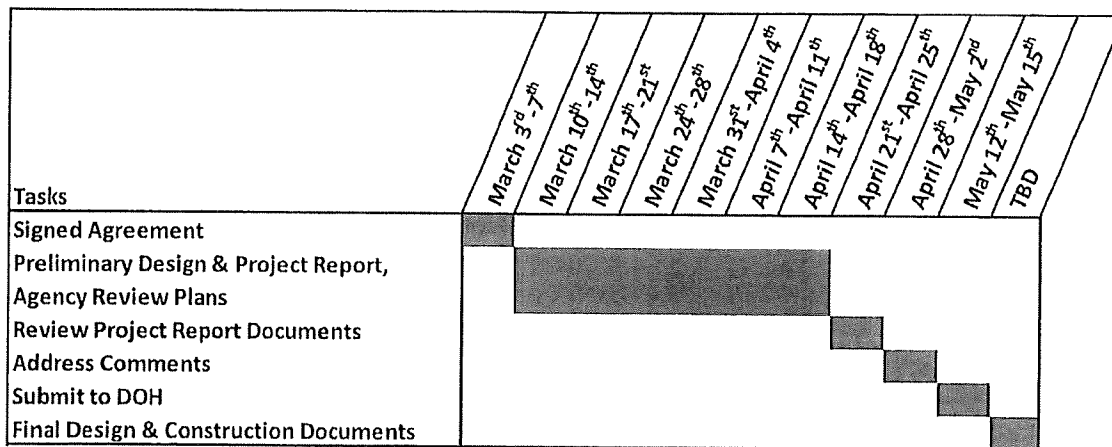 March 3rd-7th
March 10th-14th
March 17th-21st
March 24th-28th
March 31st-April 4th
April 7th-April 11th
April 14th-April 18th
April 21st-April 25th
April 28th-May 2nd
May 12th-May 15th
TBD
Tasks
Signed Agreement
Preliminary Design & Project Report,
Agency Review Plans
Review Project Report Documents
Address Comments
Submit to DOH
Final Design & Construction Documents